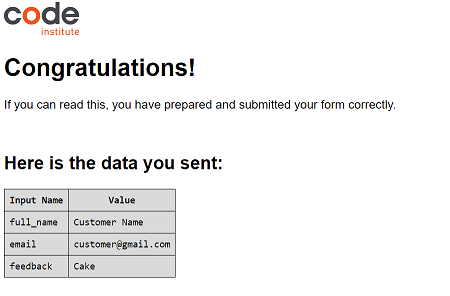 code
institute
Congratulations!
If you can read this, you have prepared and submitted your form correctly.
Here is the data you sent:
Input Name Value
full_name Customer Name
email customer@gmail.com
feedback Cake